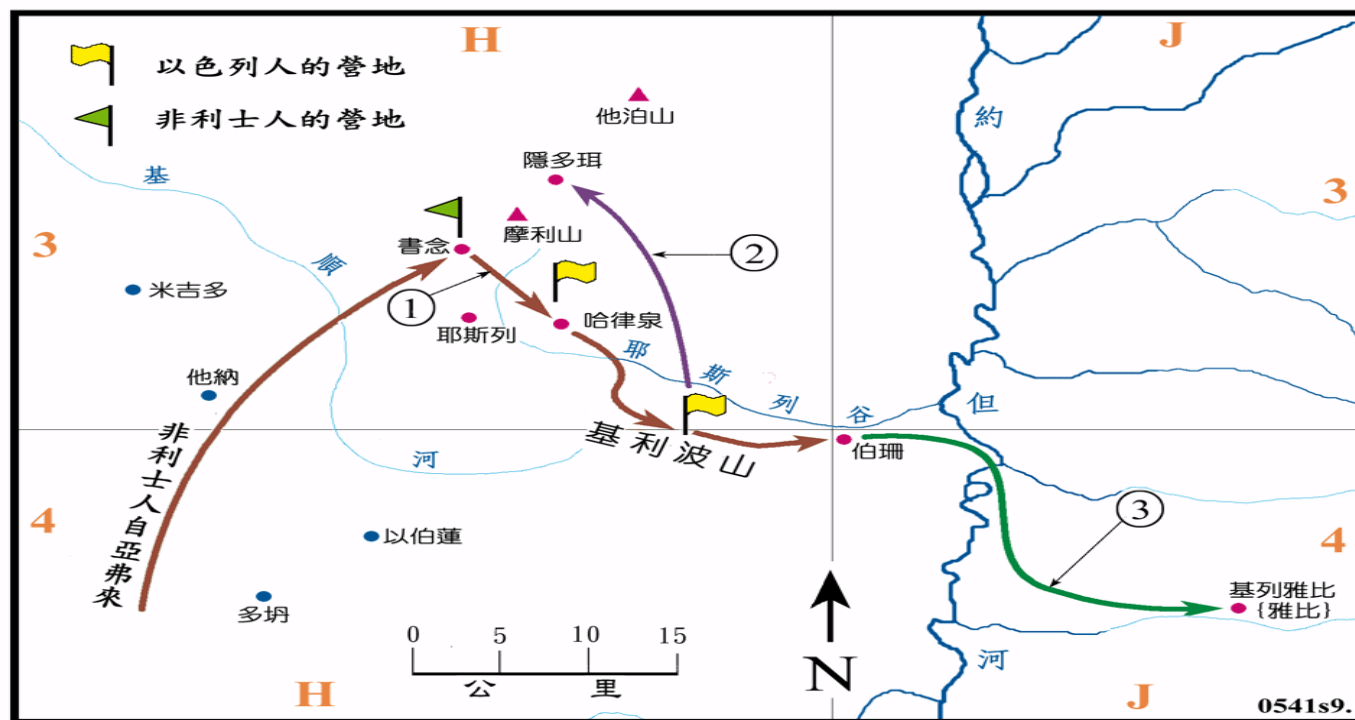 H
J
以色列人的營地
非利士人的營地
他泊山
約
隱多珥
基
3
3
摩利山
書念
順
②
米吉多
①
耶斯列
哈律泉
耶
斯
列
谷
但
他納
基利波山
伯珊
河
非利士人自亞弗來
4
③
4
以伯蓮
多坍
基列雅比
{雅比}
0 5 10 15
公里
N
河
H
J
0541s9.